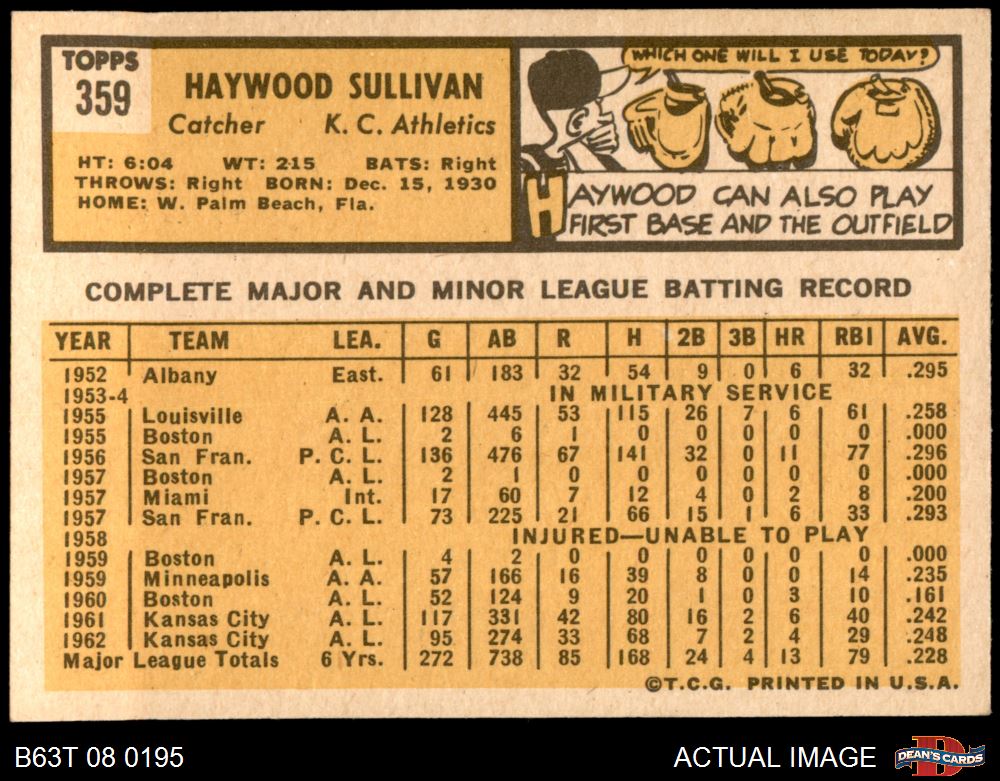 TOPPS
359
HAYWOOD SULLIVAN
Catcher K. C. Athletics
HT: 6:04 WT: 215 BATS: Right
THROWS: Right BORN: Dec. 15, 1930
HOME: W. Palm Beach, Fla.
WHICH ONE WILL I USE TODAY?
HAYWOOD CAN ALSO PLAY
FIRST BASE AND THE OUTFIELD
COMPLETE MAJOR AND MINOR LEAGUE BATTING RECORD
YEAR TEAM LEA. G AB R H 2B 3B HR RBI AVG.
1952 Albany East. 61 183 32 54 9 0 6 32 .295
1953-4 IN MILITARY SERVICE
1955 Louisville A. A. 128 445 53 115 26 7 6 61 .258
1955 Boston A. L. 2 6 1 0 0 0 0 0 .000
1956 San Fran. P. C. L. 136 476 67 141 32 0 11 77 .296
1957 Boston A. L. 2 1 0 0 0 0 0 0 .000
1957 Miami Int. 17 60 7 12 4 0 2 8 .200
1957 San Fran. P. C. L. 73 225 21 66 15 1 6 33 .293
1958 INJURED—UNABLE TO PLAY
1959 Boston A. L. 4 2 0 0 0 0 0 0 .000
1959 Minneapolis A. A. 57 166 16 39 8 0 0 14 .235
1960 Boston A. L. 52 124 9 20 1 0 3 10 .161
1961 Kansas City A. L. 117 331 42 80 16 2 6 40 .242
1962 Kansas City A. L. 95 274 33 68 7 2 4 29 .248
Major League Totals 6 Yrs. 272 738 85 168 24 4 13 79 .228
©T.C.G. PRINTED IN U.S.A.
B63T 08 0195 ACTUAL IMAGE D DEAN'S CARDS